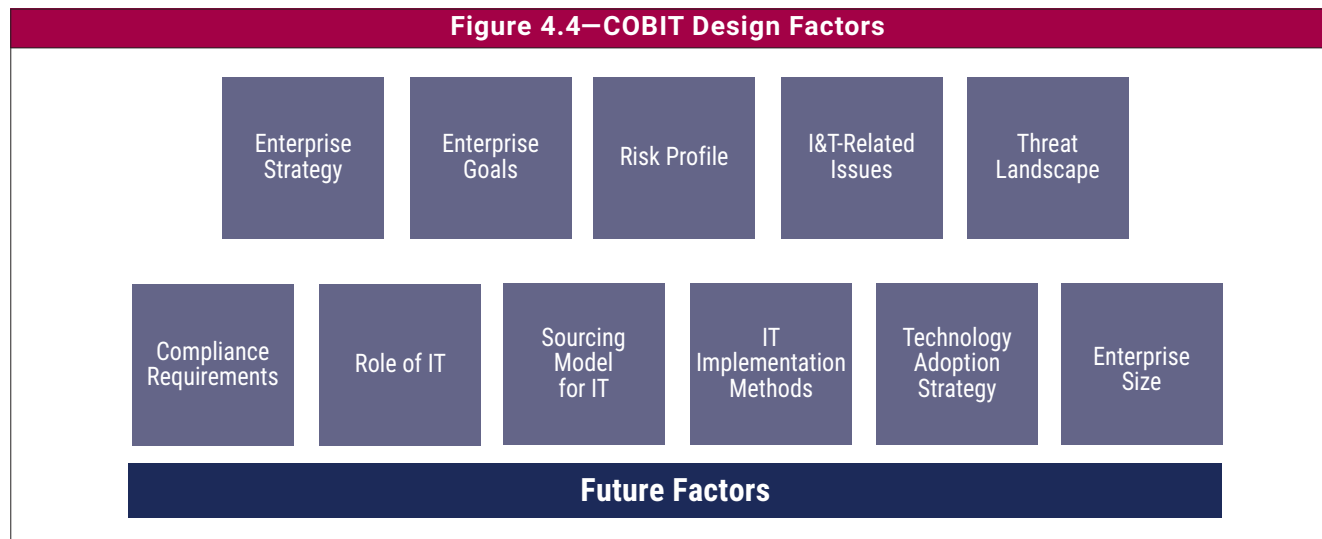 Figure 4.4—COBIT Design Factors
Enterprise
Strategy
Enterprise
Goals
Risk Profile
I&T-Related
Issues
Threat
Landscape
Compliance
Requirements
Role of IT
Sourcing
Model
for IT
IT
Implementation
Methods
Technology
Adoption
Strategy
Enterprise
Size
Future Factors